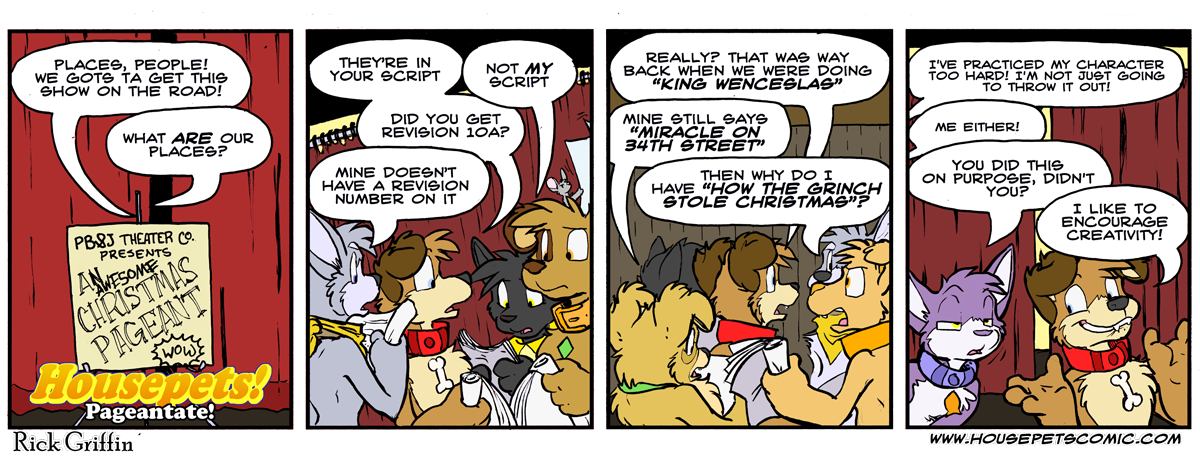 PLACES, PEOPLE!
WE GOTS TA GET THIS
SHOW ON THE ROAD!
WHAT ARE OUR
PLACES?
PB&J THEATER CO.
PRESENTS
AN AWESOME
CHRISTMAS
PAGEANT
WOW!
Housepets!
Pageantate!
Rick Griffin
THEY'RE IN
YOUR SCRIPT
NOT MY
SCRIPT
DID YOU GET
REVISION 10A?
MINE DOESN'T
HAVE A REVISION
NUMBER ON IT
REALLY? THAT WAS WAY
BACK WHEN WE WERE DOING
"KING WENCESLAS"
MINE STILL SAYS
"MIRACLE ON
34TH STREET"
THEN WHY DO I
HAVE "HOW THE GRINCH
STOLE CHRISTMAS"?
I'VE PRACTICED MY CHARACTER
TOO HARD! I'M NOT JUST GOING
TO THROW IT OUT!
ME EITHER!
YOU DID THIS
ON PURPOSE, DIDN'T
YOU?
I LIKE TO
ENCOURAGE
CREATIVITY!
WWW.HOUSEPETSCOMIC.COM